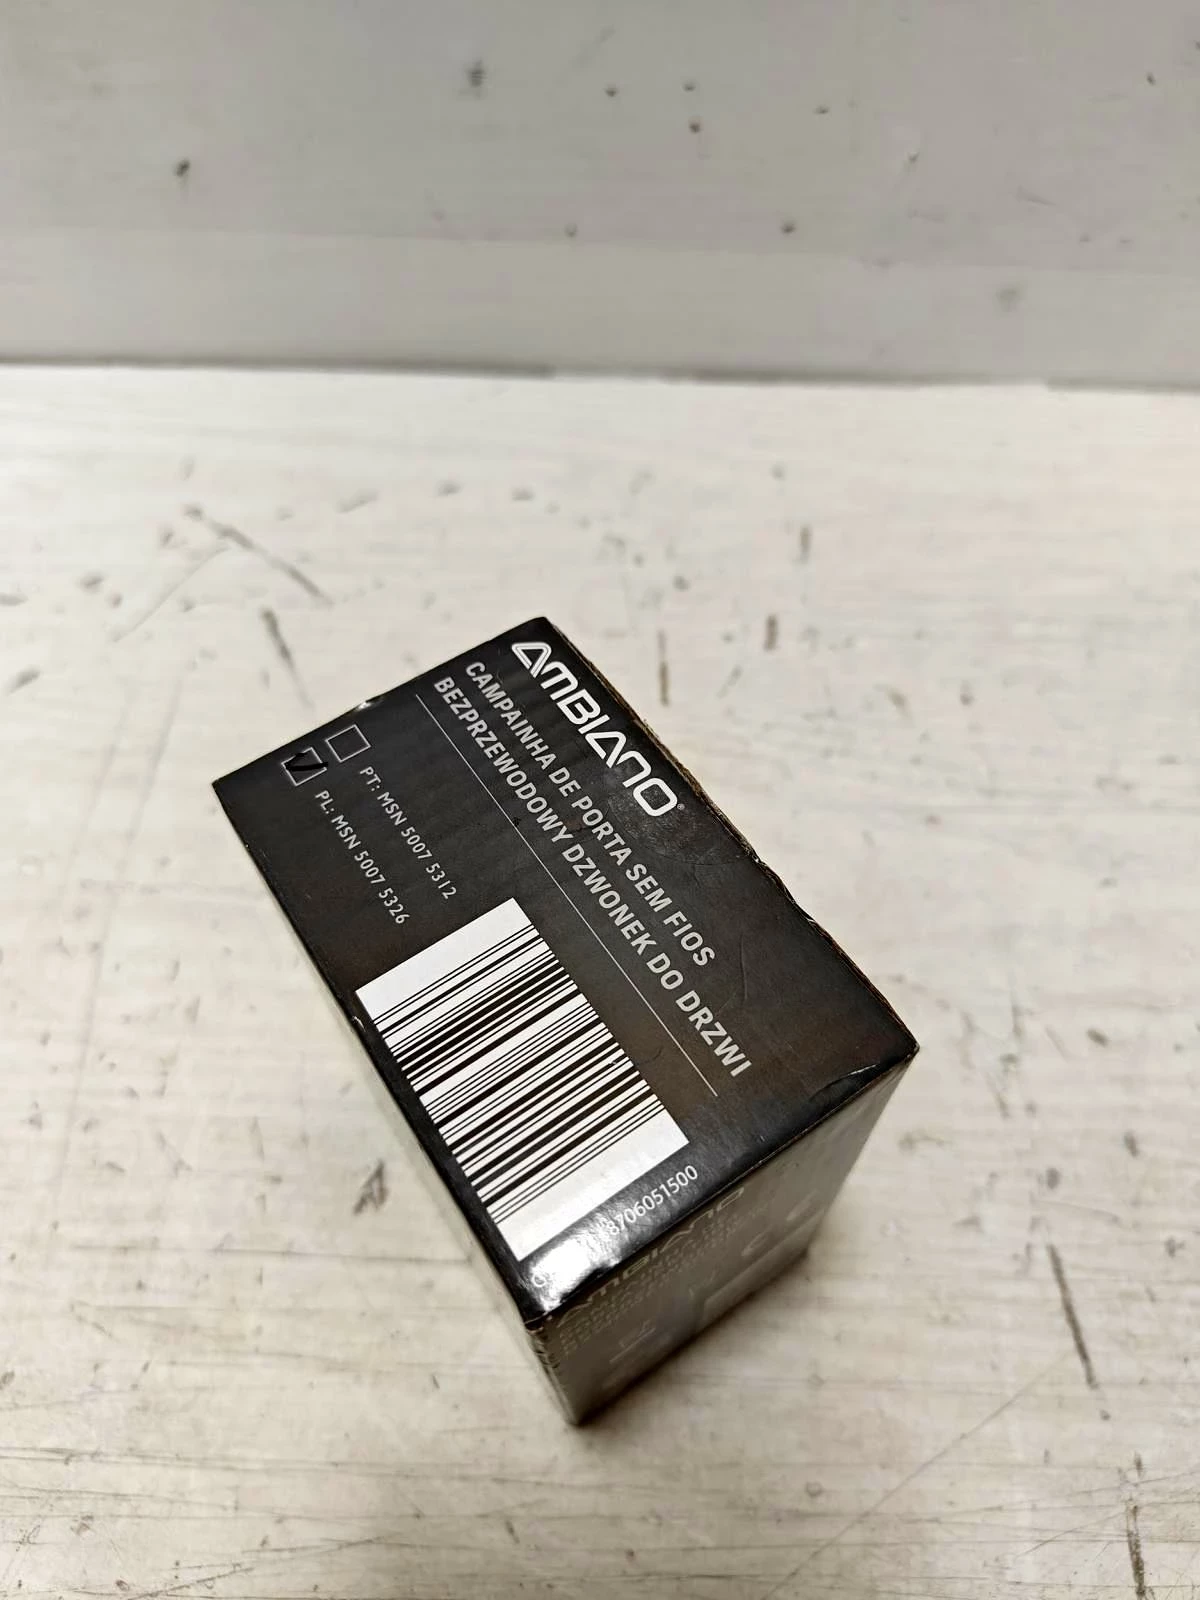 AMBIANO®
CAMPAINHA DE PORTA SEM FIOS
BEZPRZEWODOWY DZWONEK DO DRZWI
PT: MSN 5007 5312
PL: MSN 5007 5326
8706051500
AMBIANO